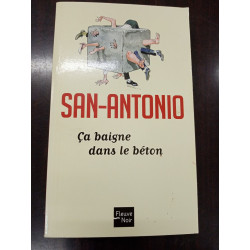 SAN-ANTONIO
Ça baigne
dans le béton
Fleuve
Noir